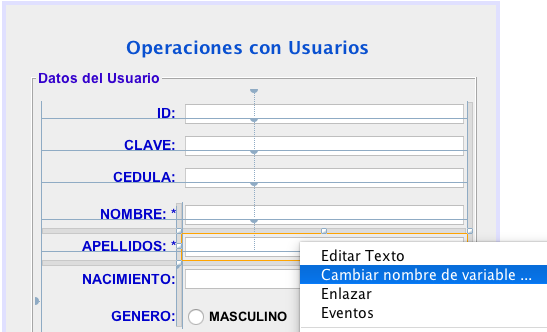 Operaciones con Usuarios
Datos del Usuario
ID:
CLAVE:
CEDULA:
NOMBRE: *
APELLIDOS: *
Editar Texto
Cambiar nombre de variable ...
NACIMIENTO:
Enlazar
Eventos
GENERO: MASCULINO